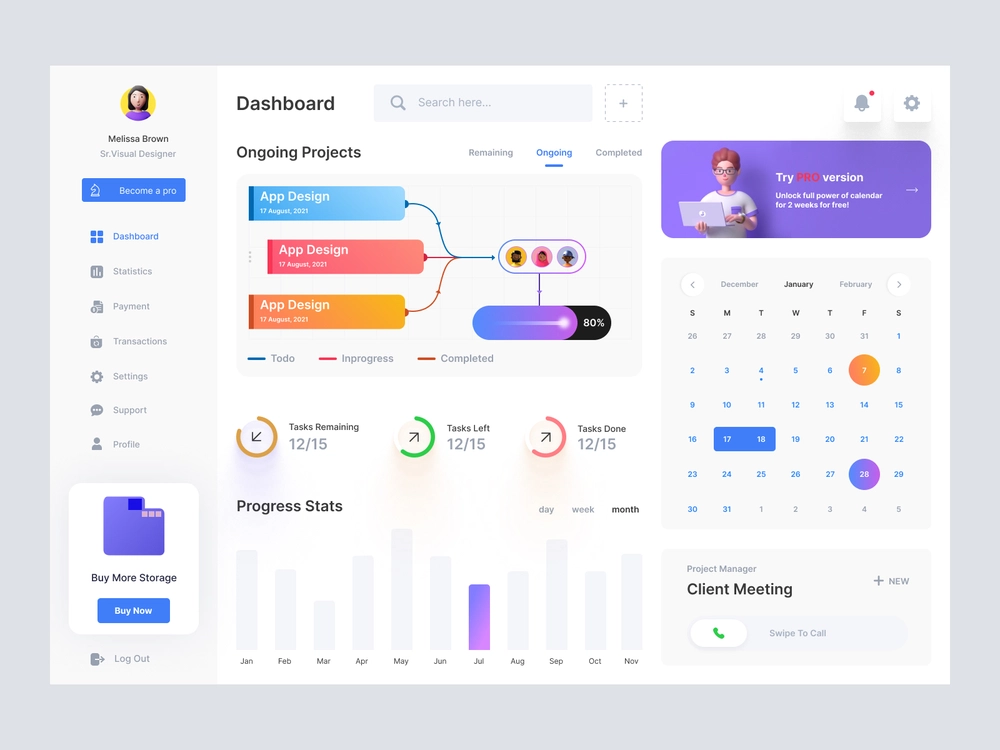 Melissa Brown
Sr.Visual Designer
Become a pro
Dashboard
Statistics
Payment
Transactions
Settings
Support
Profile
Buy More Storage
Buy Now
Log Out
Dashboard
Search here...
+
Ongoing Projects
Remaining
Ongoing
Completed
App Design
17 August, 2021
App Design
17 August, 2021
App Design
17 August, 2021
80%
Todo
Inprogress
Completed
Tasks Remaining
12/15
Tasks Left
12/15
Tasks Done
12/15
Progress Stats
day week month
Jan Feb Mar Apr May Jun Jul Aug Sep Oct Nov
Try PRO version
Unlock full power of calendar
for 2 weeks for free!
December January February
S M T W T F S
26 27 28 29 30 31 1
2 3 4 5 6 7 8
9 10 11 12 13 14 15
16 17 18 19 20 21 22
23 24 25 26 27 28 29
30 31 1 2 3 4 5
Project Manager
Client Meeting
+ NEW
Swipe To Call